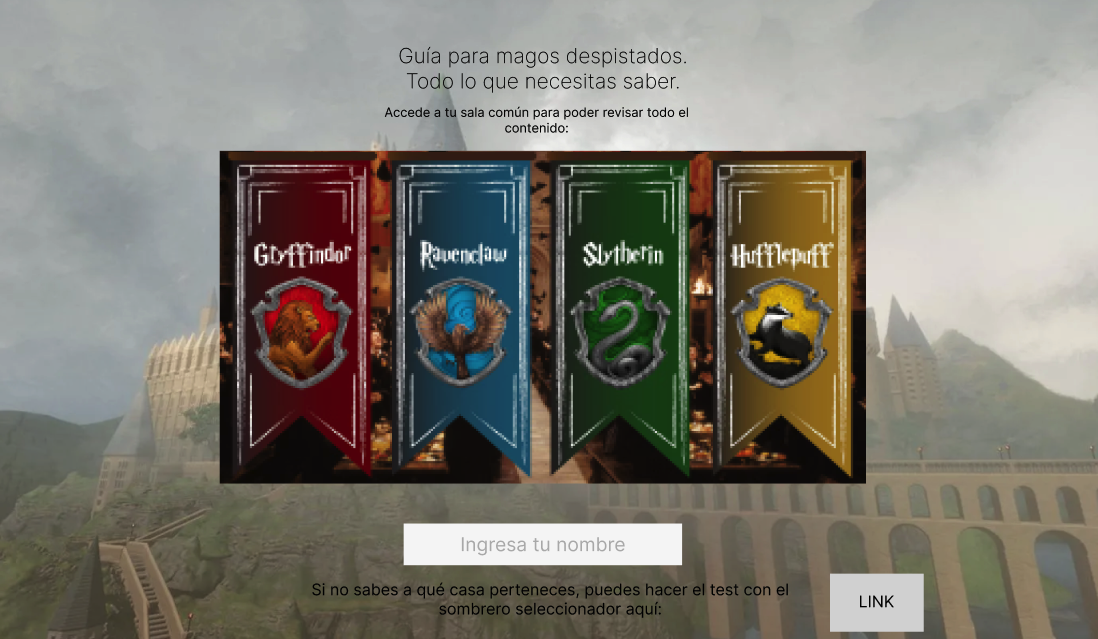 Guía para magos despistados.
Todo lo que necesitas saber.
Accede a tu sala común para poder revisar todo el
contenido:
Gryffindor
Ravenclaw
Slytherin
Hufflepuff
Ingresa tu nombre
Si no sabes a qué casa perteneces, puedes hacer el test con el
sombrero seleccionador aquí:
LINK